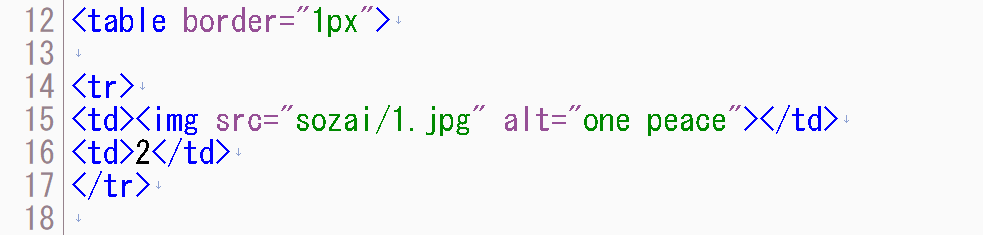 12 <table border="1px">↓
13 ↓
14 <tr>↓
15 <td><img src="sozai/1.jpg" alt="one peace"></td>↓
16 <td>2</td>↓
17 </tr>↓
18 ↓